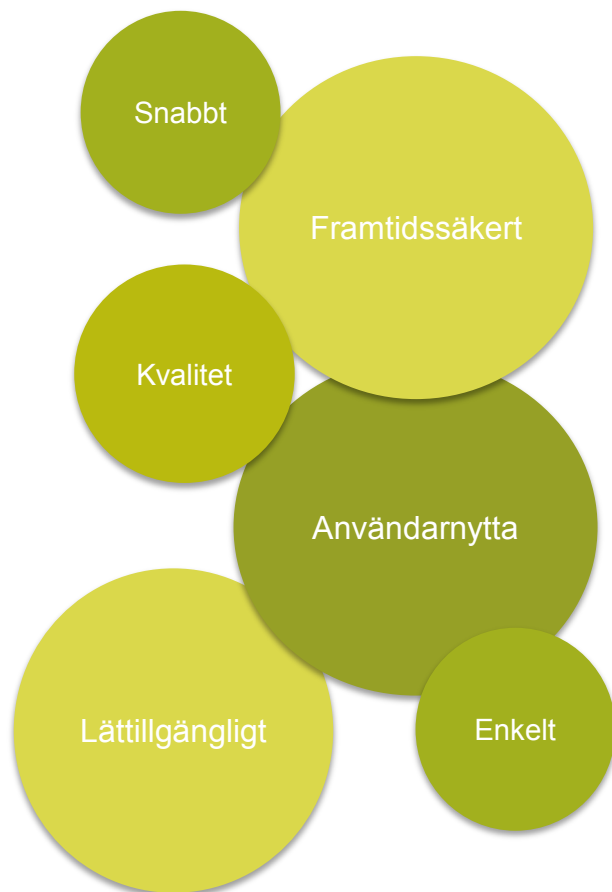 Snabbt
Framtidssäkert
Kvalitet
Användarnytta
Lättillgängligt
Enkelt